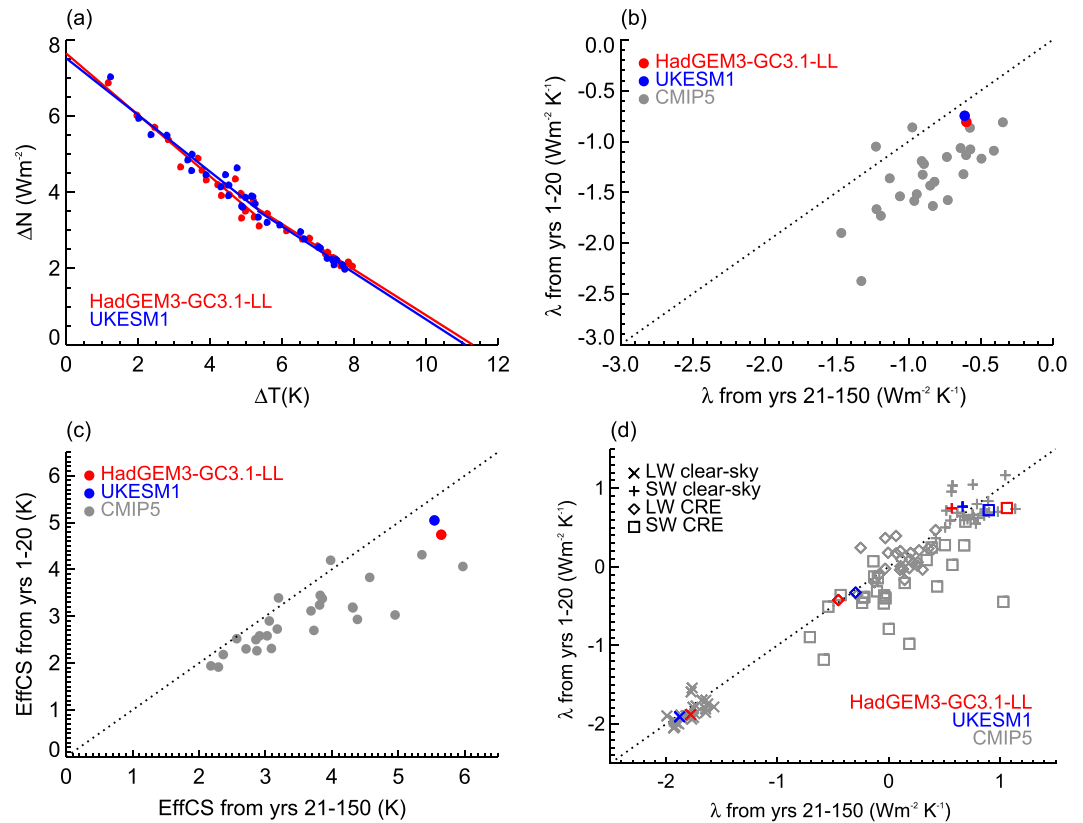 (a)
8
6
4
2
0
0
2
4
6
8
10
12
ΔN (Wm⁻²)
ΔT(K)
HadGEM3-GC3.1-LL
UKESM1
(b)
0.0
-0.5
-1.0
-1.5
-2.0
-2.5
-3.0
-3.0
-2.5
-2.0
-1.5
-1.0
-0.5
0.0
λ from yrs 1-20 (Wm⁻² K⁻¹)
λ from yrs 21-150 (Wm⁻² K⁻¹)
HadGEM3-GC3.1-LL
UKESM1
CMIP5
(c)
6
5
4
3
2
1
0
0
1
2
3
4
5
6
EffCS from yrs 1-20 (K)
EffCS from yrs 21-150 (K)
HadGEM3-GC3.1-LL
UKESM1
CMIP5
(d)
1
0
-1
-2
-2
-1
0
1
λ from yrs 1-20 (Wm⁻² K⁻¹)
λ from yrs 21-150 (Wm⁻² K⁻¹)
LW clear-sky
SW clear-sky
LW CRE
SW CRE
HadGEM3-GC3.1-LL
UKESM1
CMIP5